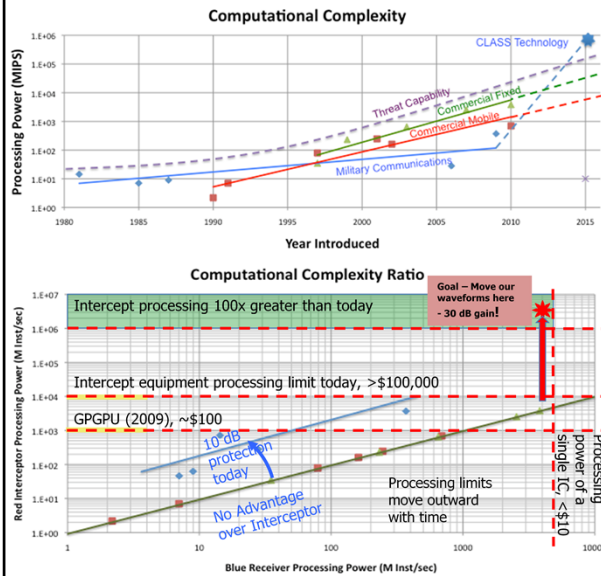 Computational Complexity
Processing Power (MIPS)
1.E+06
1.E+05
1.E+04
1.E+03
1.E+02
1.E+01
1.E+00
CLASS Technology
Threat Capability
Commercial Fixed
Commercial Mobile
Military Communications
1980
1985
1990
1995
2000
2005
2010
2015
Year Introduced
Computational Complexity Ratio
Red Interceptor Processing Power (M Inst/sec)
1.E+07
1.E+06
1.E+05
1.E+04
1.E+03
1.E+02
1.E+01
1.E+00
Intercept processing 100x greater than today
Goal – Move our
waveforms here
- 30 dB gain!
Intercept equipment processing limit today, >$100,000
GPGPU (2009), ~$100
10 dB
protection
today
No Advantage
over Interceptor
Processing limits
move outward
with time
Processing
power of a
single IC, <$10
1
10
100
1000
1000
Blue Receiver Processing Power (M Inst/sec)